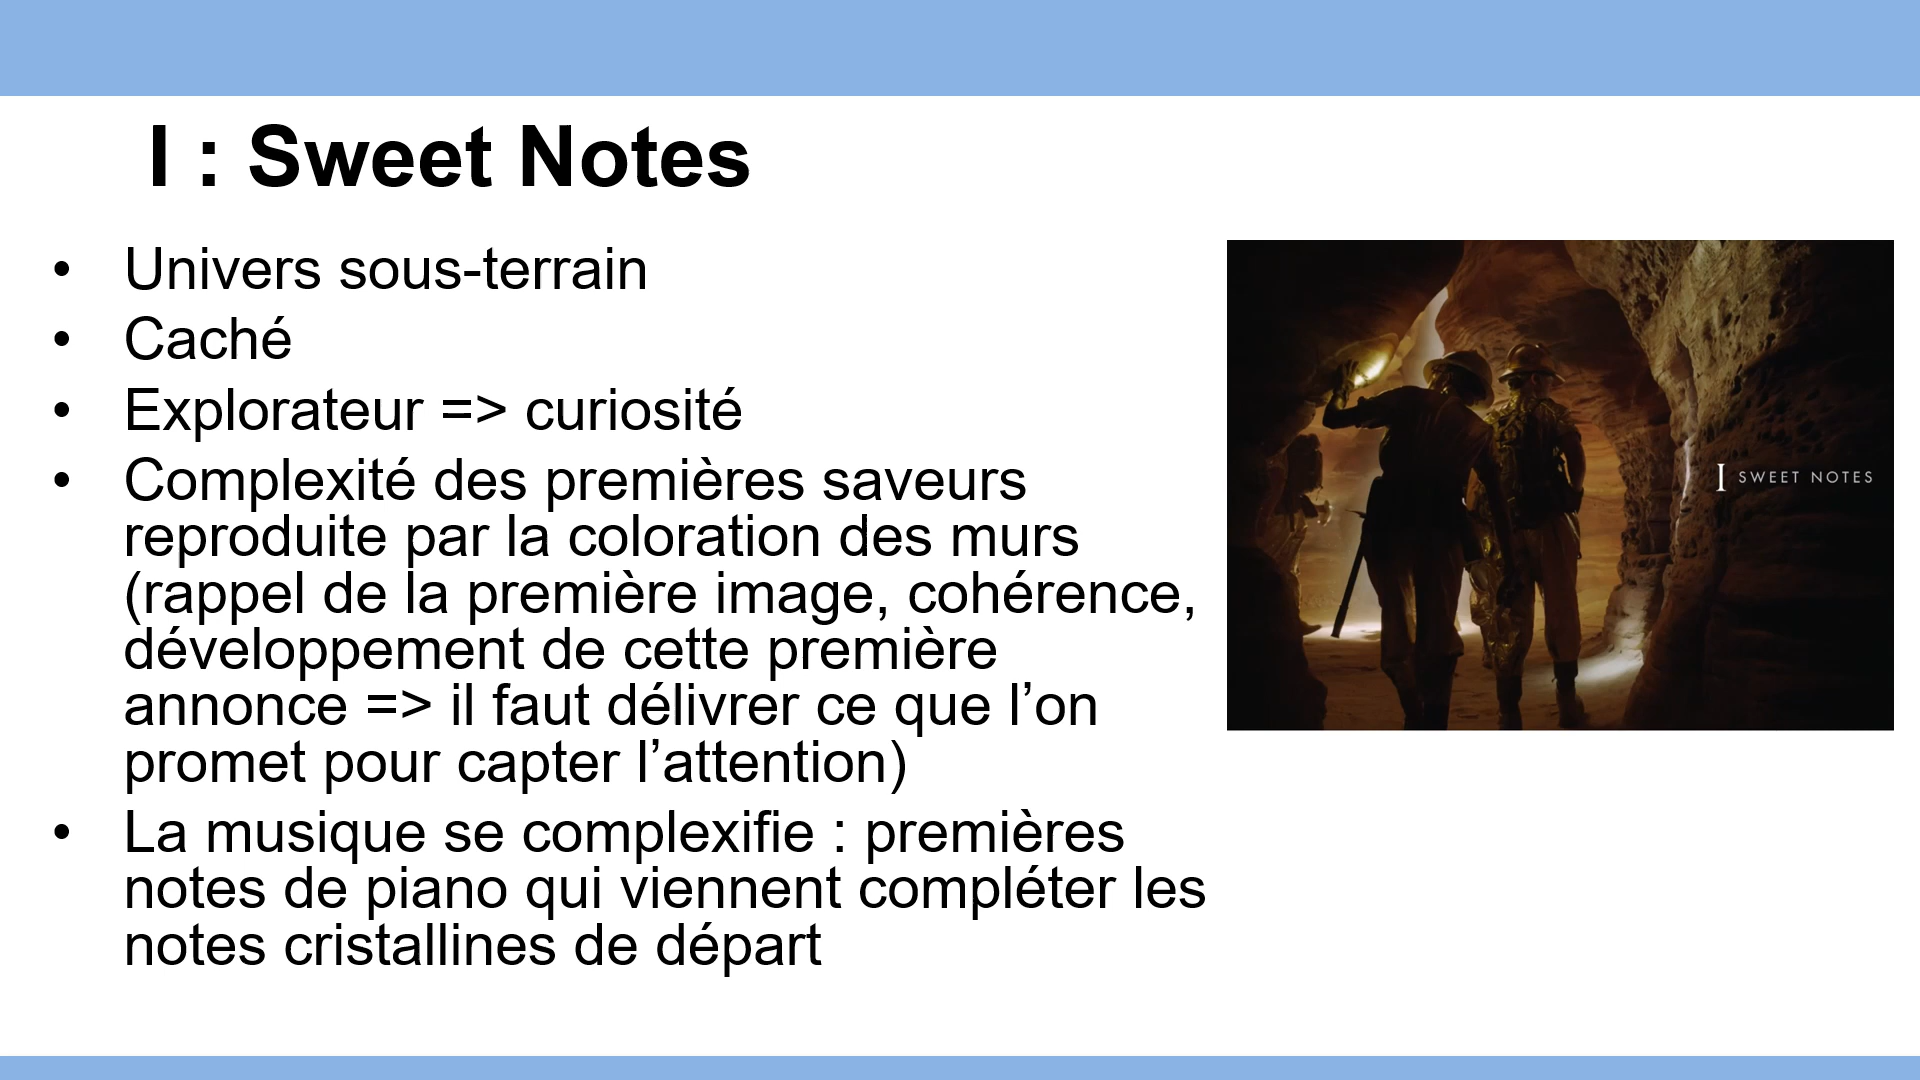 I : Sweet Notes
• Univers sous-terrain
• Caché
• Explorateur => curiosité
• Complexité des premières saveurs
reproduite par la coloration des murs
(rappel de la première image, cohérence,
développement de cette première
annonce => il faut délivrer ce que l’on
promet pour capter l’attention)
• La musique se complexifie : premières
notes de piano qui viennent compléter les
notes cristallines de départ
I SWEET NOTES